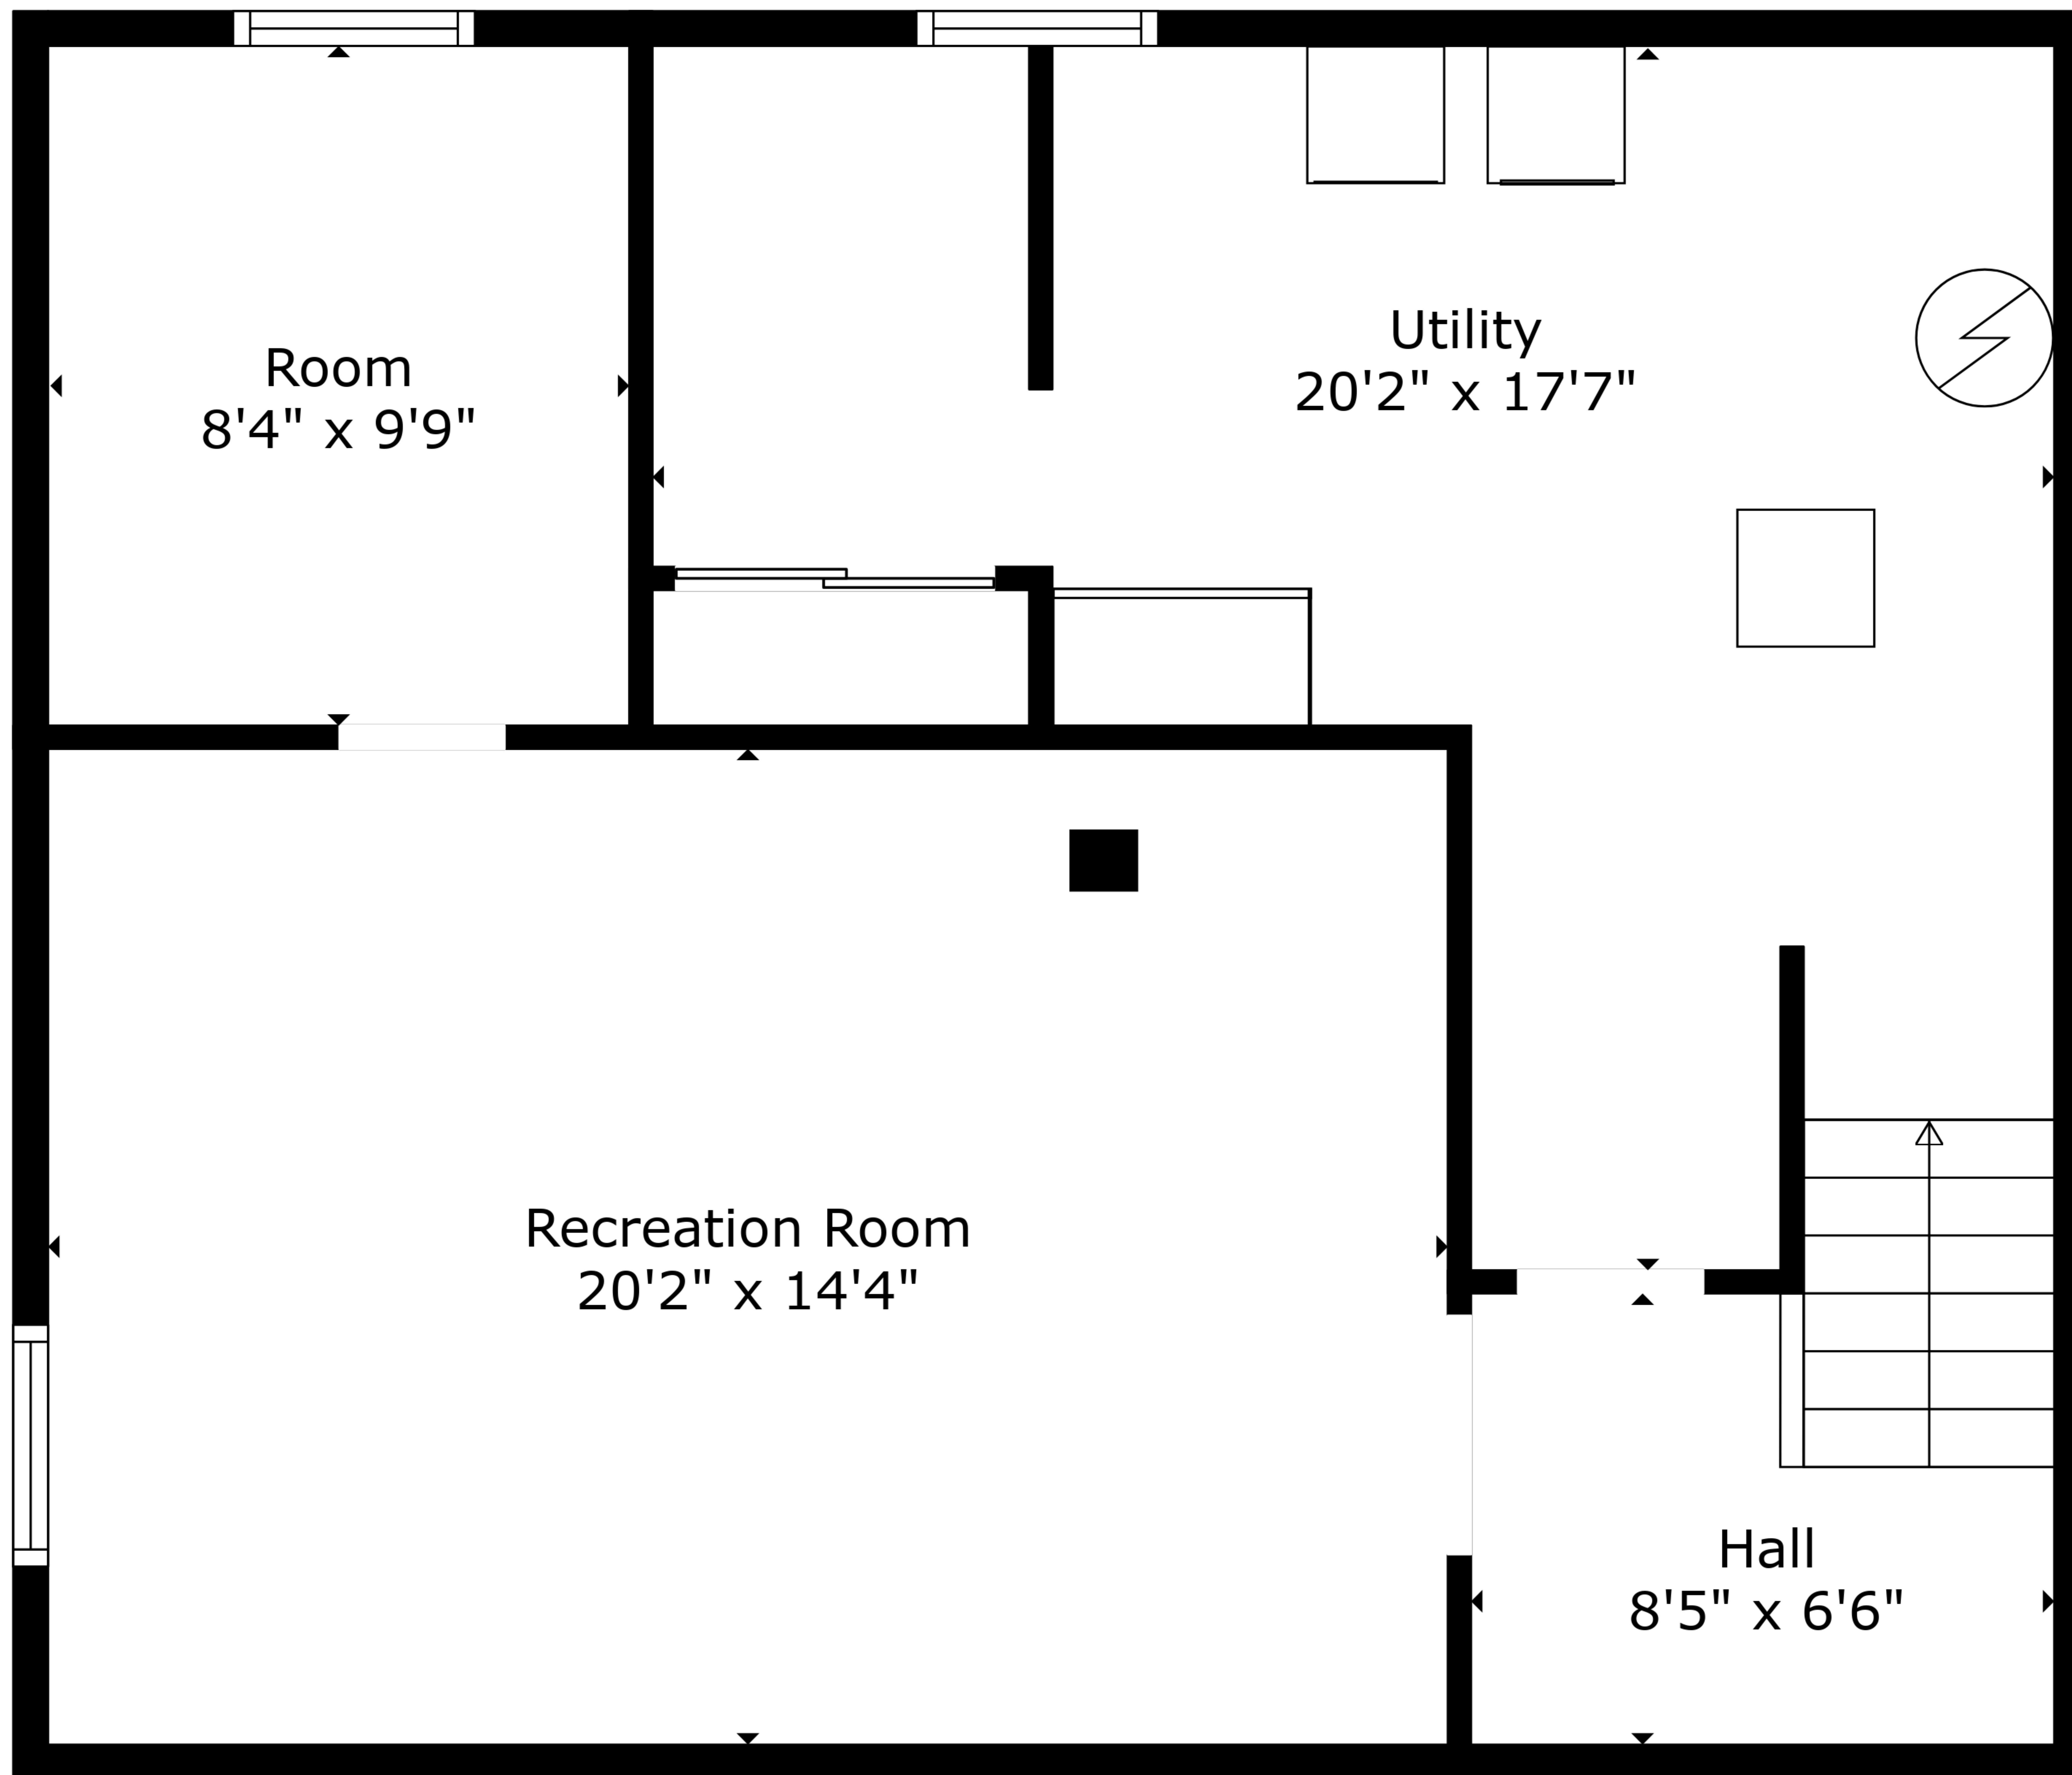 Room
8'4" x 9'9"
Utility
20'2" x 17'7"
Recreation Room
20'2" x 14'4"
Hall
8'5" x 6'6"